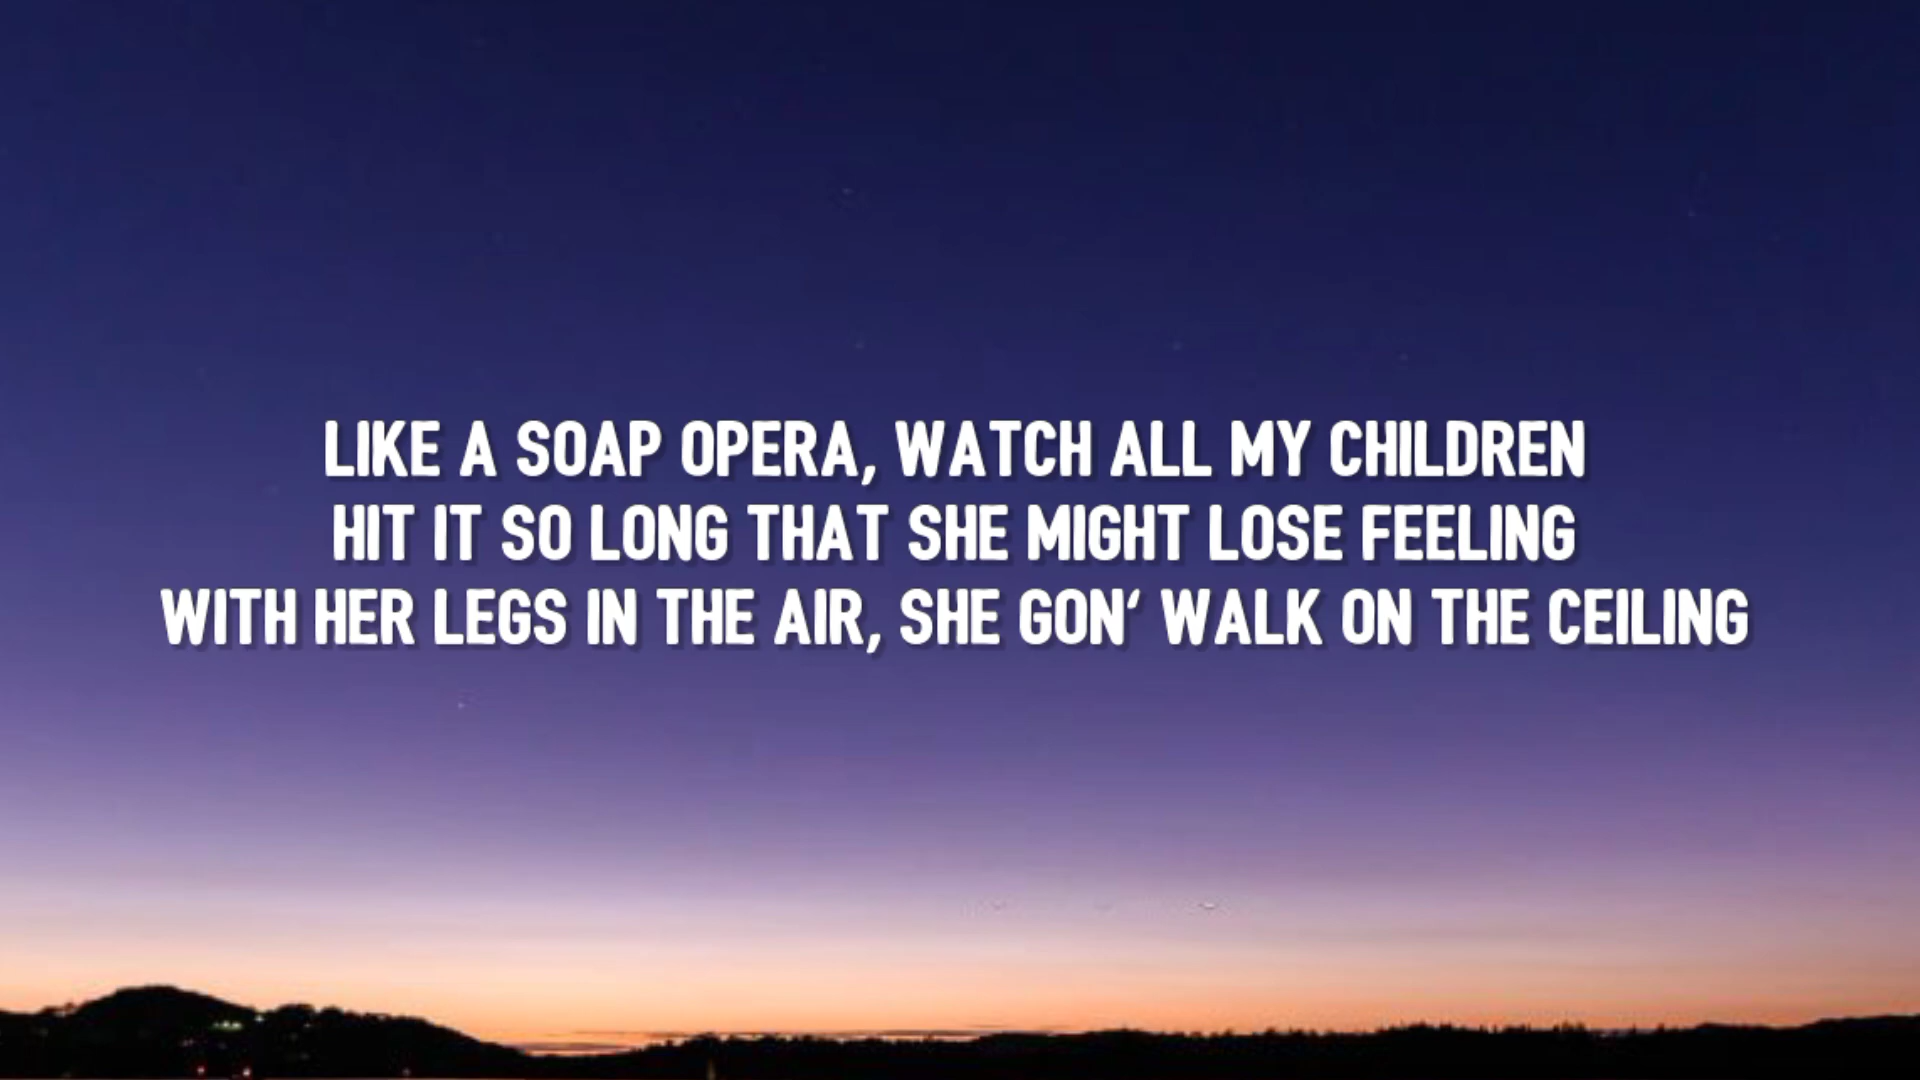 LIKE A SOAP OPERA, WATCH ALL MY CHILDREN
HIT IT SO LONG THAT SHE MIGHT LOSE FEELING
WITH HER LEGS IN THE AIR, SHE GON' WALK ON THE CEILING